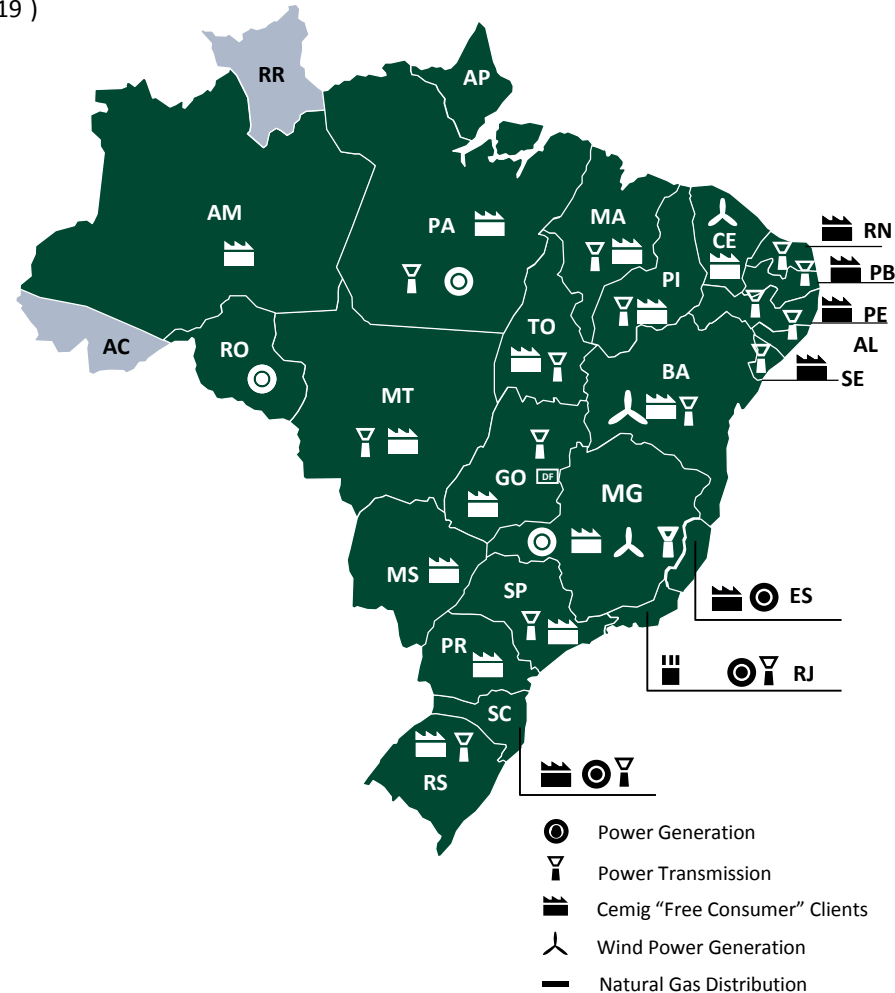 19 )
RR
AP
AM
PA
MA
CE
RN
PB
PI
PE
TO
AL
RO
AC
BA
SE
MT
GO
DF
MG
MS
SP
ES
PR
RJ
SC
RS
Power Generation
Power Transmission
Cemig “Free Consumer” Clients
Wind Power Generation
Natural Gas Distribution